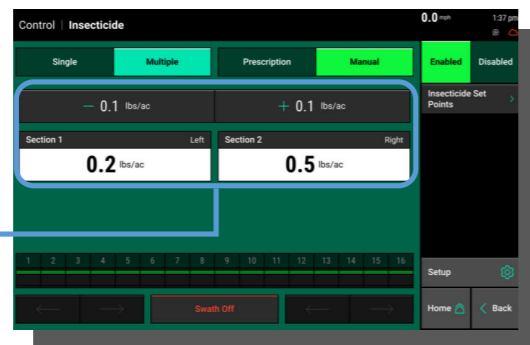 Control | Insecticide
0.0 mph
1:37 pm
Single
Multiple
Prescription
Manual
Enabled
Disabled
− 0.1 lbs/ac
+ 0.1 lbs/ac
Insecticide Set
Points
Section 1
Left
Section 2
Right
0.2 lbs/ac
0.5 lbs/ac
1 2 3 4 5 6 7 8 9 10 11 12 13 14 15 16
Setup
Swath Off
Home
Back